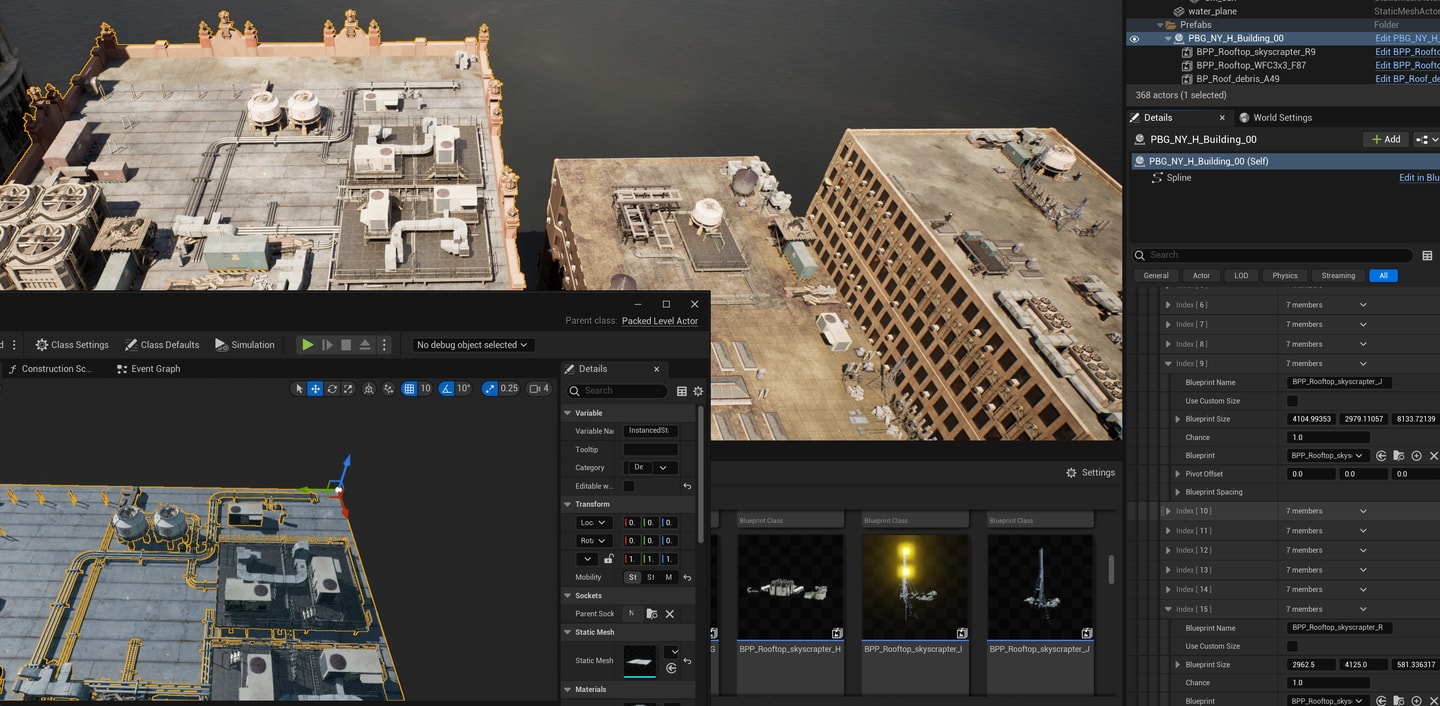 water_plane StaticMeshActor
Prefabs Folder
PBG_NY_H_Building_00 Edit PBG_NY_H_
BPP_Rooftop_skyscrapter_R9 Edit BPP_Roofto
BPP_Rooftop_WFC3x3_F87 Edit BPP_Roofto
BP_Roof_debris_A49 Edit BP_Roof_de
368 actors (1 selected)
Details World Settings
PBG_NY_H_Building_00 Add
PBG_NY_H_Building_00 (Self)
Spline Edit in Blu
Search
General Actor LOD Physics Streaming All
Index [ 6 ] 7 members
Index [ 7 ] 7 members
Index [ 8 ] 7 members
Index [ 9 ] 7 members
Blueprint Name BPP_Rooftop_skyscrapter_J
Use Custom Size
Blueprint Size 4104.99353 2979.11057 8133.72139
Chance 1.0
Blueprint BPP_Rooftop_skys
Pivot Offset 0.0 0.0 0.0
Blueprint Spacing
Index [ 10 ] 7 members
Index [ 11 ] 7 members
Index [ 12 ] 7 members
Index [ 13 ] 7 members
Index [ 14 ] 7 members
Index [ 15 ] 7 members
Blueprint Name BPP_Rooftop_skyscrapter_R
Use Custom Size
Blueprint Size 2962.5 4125.0 581.336317
Chance 1.0
Blueprint BPP_Rooftop_skys
Parent class: Packed Level Actor
d Class Settings Class Defaults Simulation No debug object selected
Construction Sc... Event Graph
10 10° 0.25 4
Details
Search
Variable
Variable Na InstancedSt
Tooltip
Category De
Editable w...
Transform
Loc 0. 0. 0.
Rot 0. 0. 0.
1. 1. 1.
Mobility St St M
Sockets
Parent Sock N
Static Mesh
Static Mesh
Materials
Settings
Blueprint Class Blueprint Class Blueprint Class
G BPP_Rooftop_skyscrapter_H BPP_Rooftop_skyscrapter_I BPP_Rooftop_skyscrapter_J